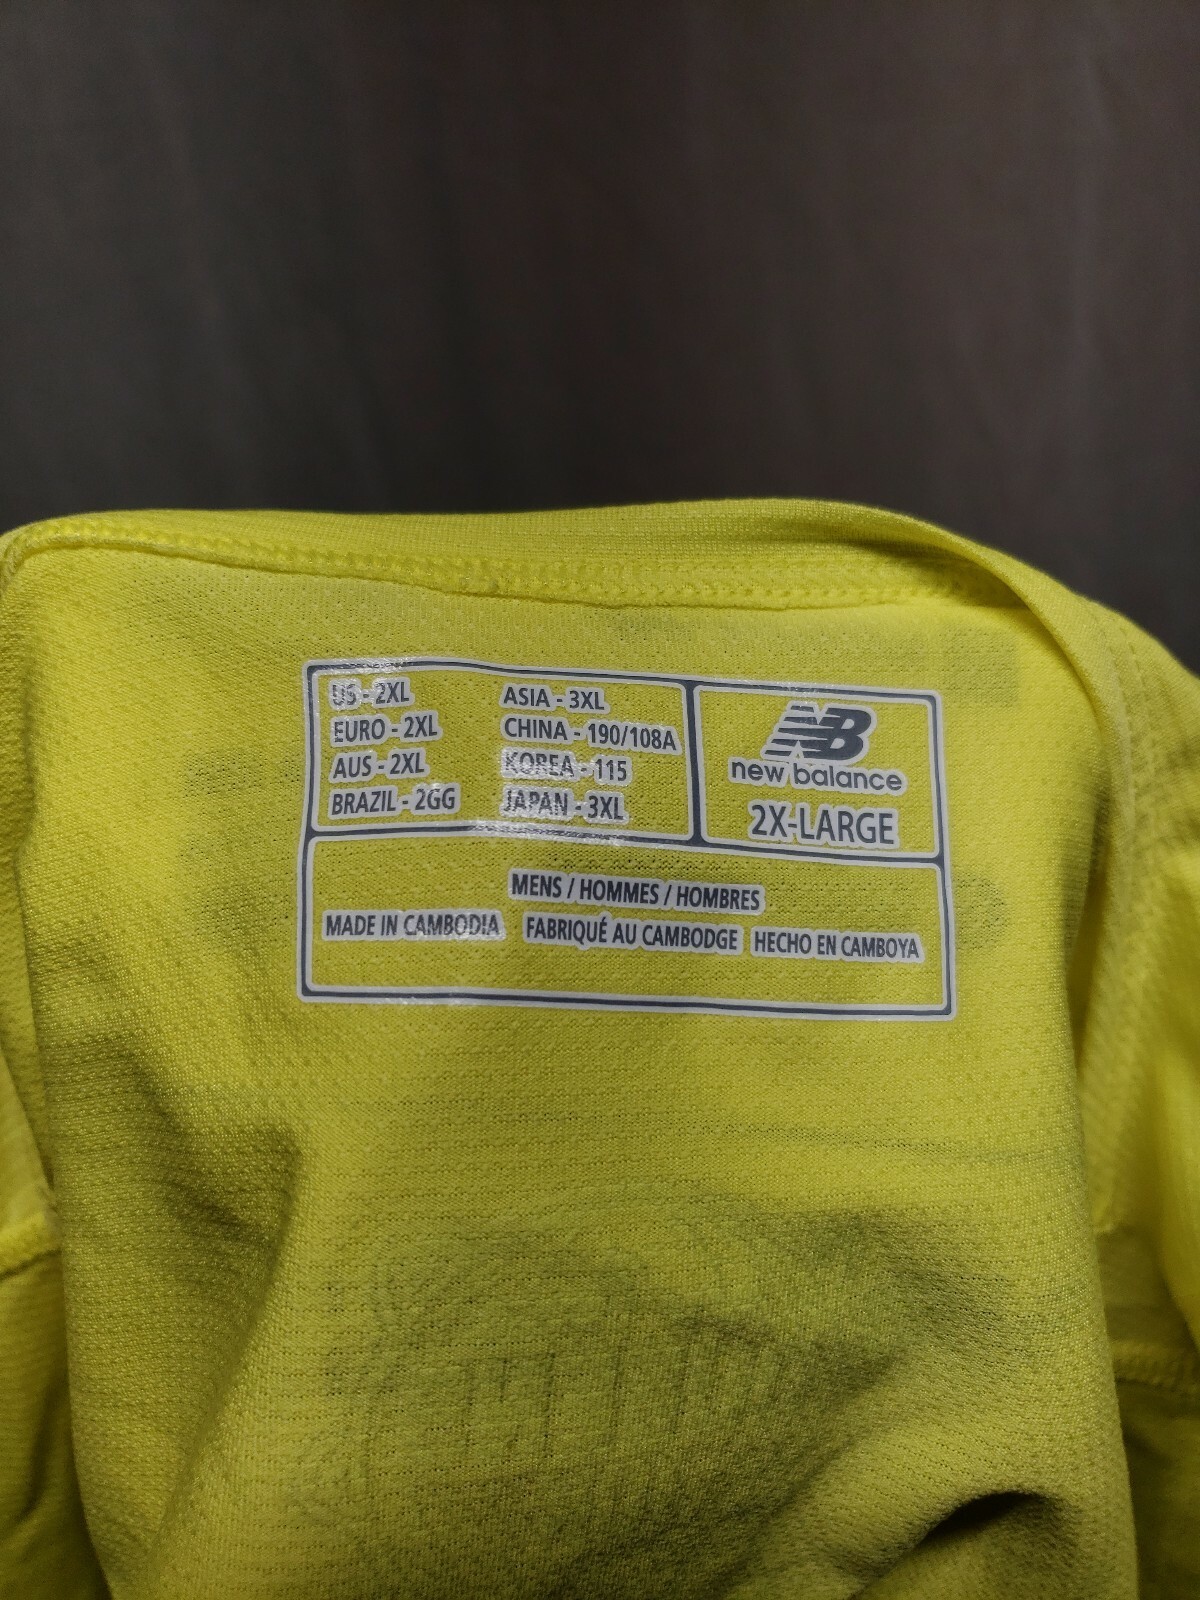 US - 2XL
EURO - 2XL
AUS - 2XL
BRAZIL - 2GG
ASIA - 3XL
CHINA - 190/108A
KOREA - 115
JAPAN - 3XL
NB
new balance
2X-LARGE
MENS / HOMMES / HOMBRES
MADE IN CAMBODIA FABRIQUÉ AU CAMBODGE HECHO EN CAMBOYA